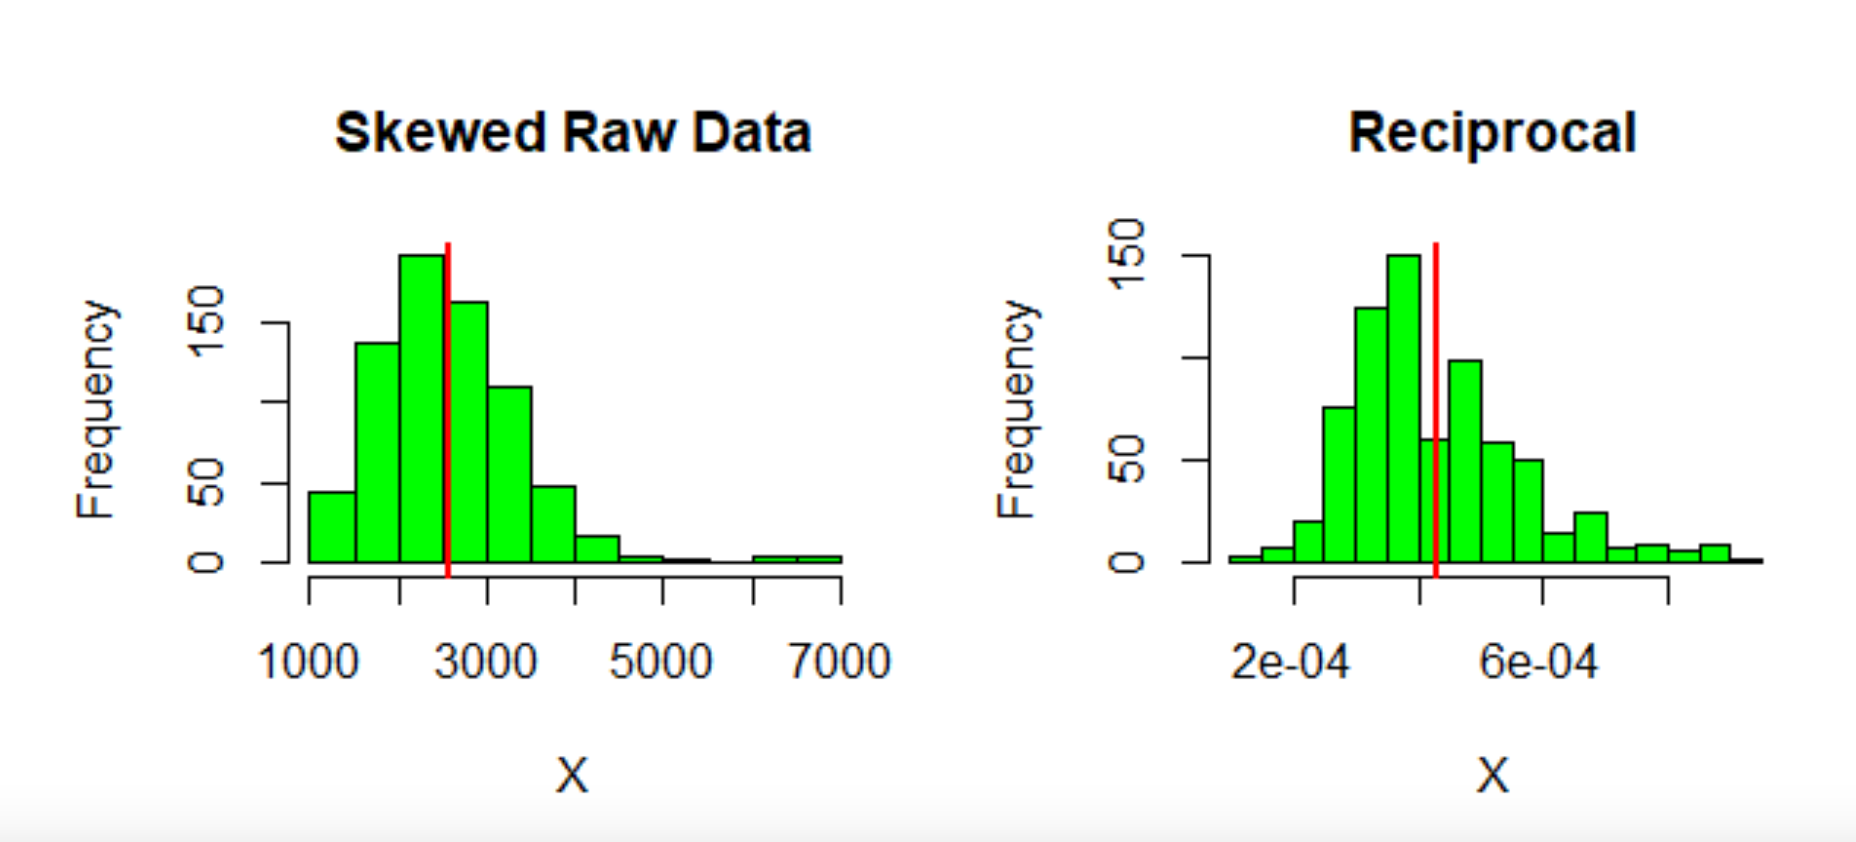 Skewed Raw Data
Frequency
0
50
150
1000
3000
5000
7000
X
Reciprocal
Frequency
0
50
150
2e-04
6e-04
X